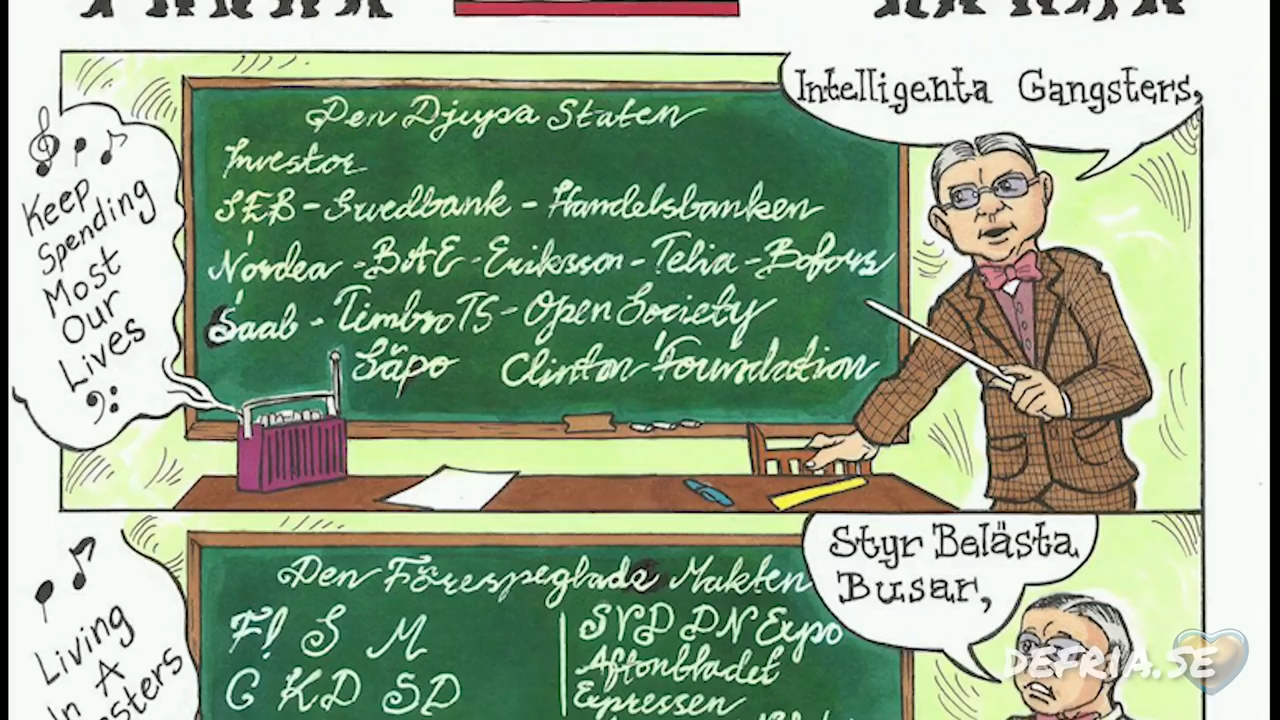 Intelligenta Gangsters,
Keep
Spending
Most
Our
Lives
Den Djupa Staten
Investor
SEB - Swedbank - Handelsbanken
Nordea - BAE - Eriksson - Telia - Bofors
Saab - Timbro TS - Open Society
Säpo Clinton Foundation
Styr Belästa
Busar,
Living
In A
Den Förespeglade Makten
F! S M
C KD SD
SVD DN Expo
Aftonbladet
Expressen
DEFRIA.SE